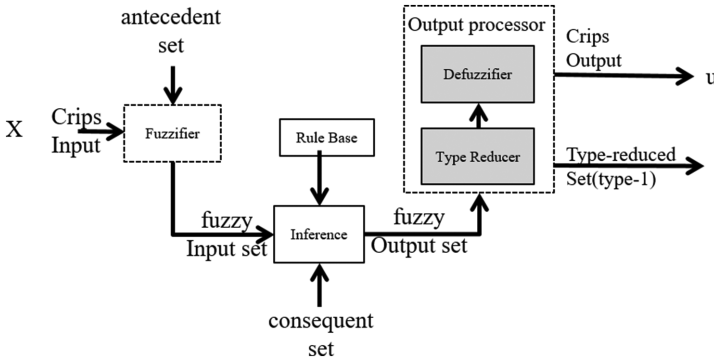 antecedent
set
X
Crips
Input
Fuzzifier
Rule Base
fuzzy
Input set
Inference
fuzzy
Output set
consequent
set
Output processor
Defuzzifier
Type Reducer
Crips
Output
u
Type-reduced
Set(type-1)